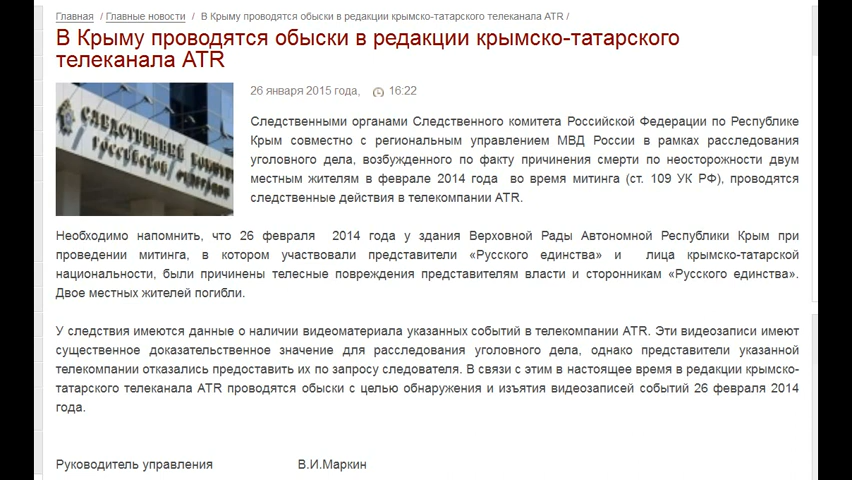 Главная / Главные новости / В Крыму проводятся обыски в редакции крымско-татарского телеканала ATR /
В Крыму проводятся обыски в редакции крымско-татарского
телеканала ATR
26 января 2015 года, 16:22
СЛЕДСТВЕННЫЙ КОМИТЕТ
РОССИЙСКОЙ ФЕДЕРАЦИИ
Следственными органами Следственного комитета Российской Федерации по Республике
Крым совместно с региональным управлением МВД России в рамках расследования
уголовного дела, возбужденного по факту причинения смерти по неосторожности двум
местным жителям в феврале 2014 года во время митинга (ст. 109 УК РФ), проводятся
следственные действия в телекомпании ATR.
Необходимо напомнить, что 26 февраля 2014 года у здания Верховной Рады Автономной Республики Крым при
проведении митинга, в котором участвовали представители «Русского единства» и лица крымско-татарской
национальности, были причинены телесные повреждения представителям власти и сторонникам «Русского единства».
Двое местных жителей погибли.
У следствия имеются данные о наличии видеоматериала указанных событий в телекомпании ATR. Эти видеозаписи имеют
существенное доказательственное значение для расследования уголовного дела, однако представители указанной
телекомпании отказались предоставить их по запросу следователя. В связи с этим в настоящее время в редакции крымско-
татарского телеканала ATR проводятся обыски с целью обнаружения и изъятия видеозаписей событий 26 февраля 2014
года.
Руководитель управления В.И.Маркин